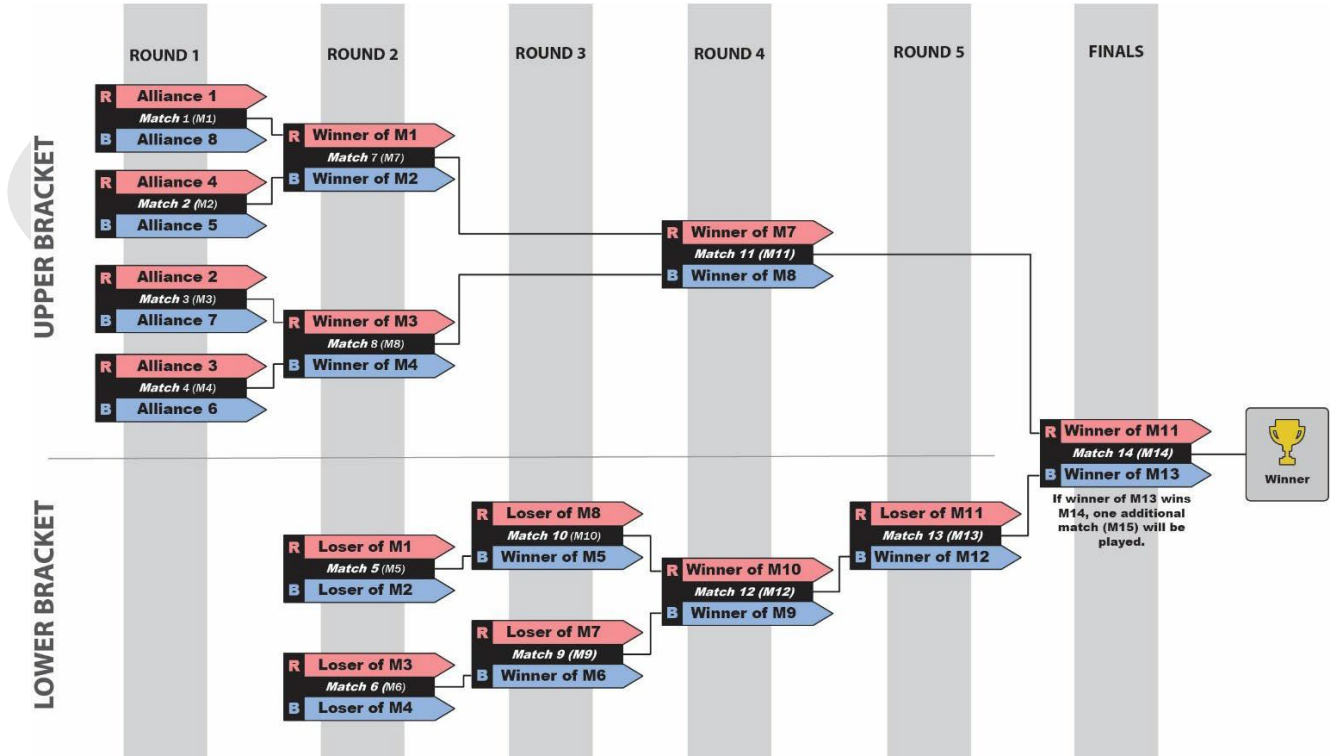 ROUND 1
ROUND 2
ROUND 3
ROUND 4
ROUND 5
FINALS
UPPER BRACKET
R Alliance 1
Match 1 (M1)
B Alliance 8
R Alliance 4
Match 2 (M2)
B Alliance 5
R Alliance 2
Match 3 (M3)
B Alliance 7
R Alliance 3
Match 4 (M4)
B Alliance 6
R Winner of M1
Match 7 (M7)
B Winner of M2
R Winner of M3
Match 8 (M8)
B Winner of M4
R Winner of M7
Match 11 (M11)
B Winner of M8
R Winner of M11
Match 14 (M14)
B Winner of M13
If winner of M13 wins
M14, one additional
match (M15) will be
played.
Winner
LOWER BRACKET
R Loser of M1
Match 5 (M5)
B Loser of M2
R Loser of M3
Match 6 (M6)
B Loser of M4
R Loser of M8
Match 10 (M10)
B Winner of M5
R Loser of M7
Match 9 (M9)
B Winner of M6
R Winner of M10
Match 12 (M12)
B Winner of M9
R Loser of M11
Match 13 (M13)
B Winner of M12